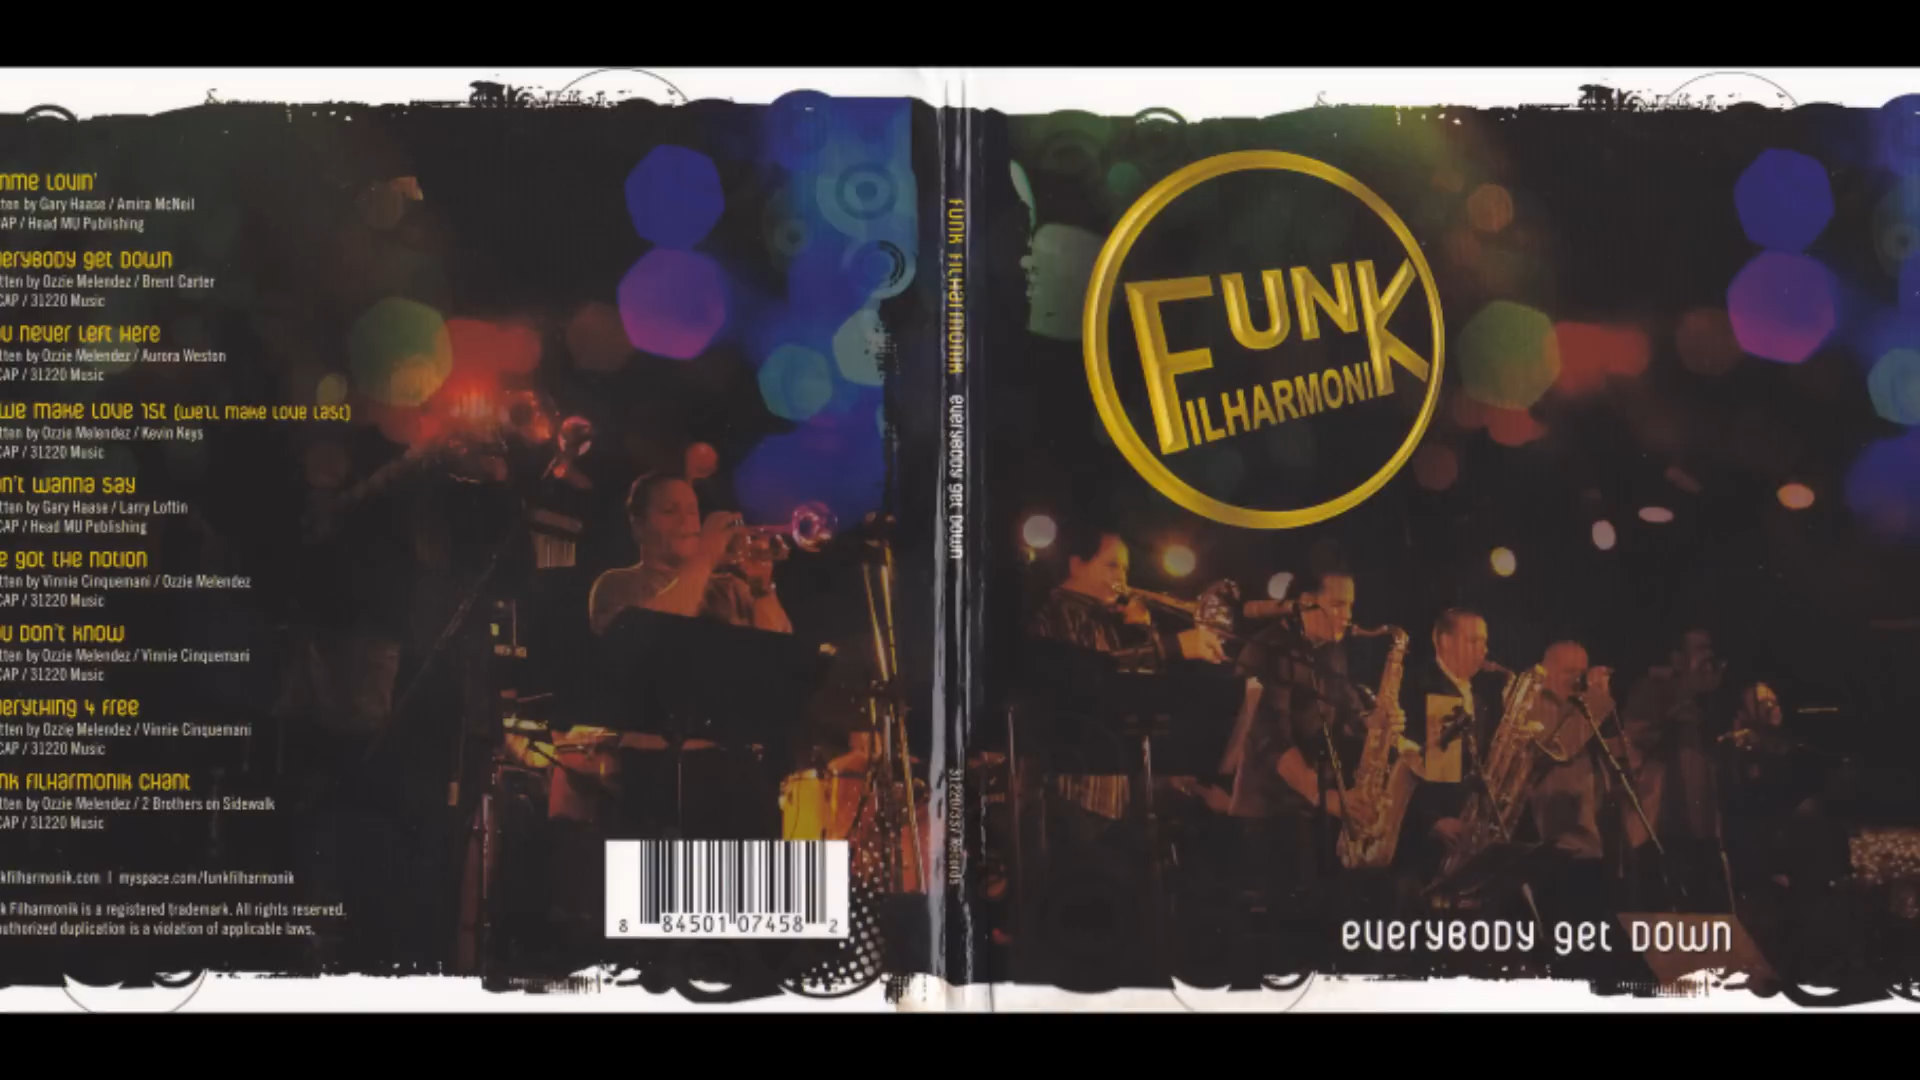 nme Lovin'
tten by Gary Haase / Amira McNeil
CAP / Head MU Publishing
erybody get Down
tten by Ozzie Melendez / Brent Carter
CAP / 31220 Music
u never left Here
tten by Ozzie Melendez / Aurora Weston
CAP / 31220 Music
we make Love 1st (we'll make love last)
tten by Ozzie Melendez / Kevin Keys
CAP / 31220 Music
n't wanna say
tten by Gary Haase / Larry Loftin
CAP / Head MU Publishing
e got the notion
tten by Vinnie Cinquemani / Ozzie Melendez
CAP / 31220 Music
u Don't know
tten by Ozzie Melendez / Vinnie Cinquemani
CAP / 31220 Music
erything 4 Free
tten by Ozzie Melendez / Vinnie Cinquemani
CAP / 31220 Music
nk Filharmonik Chant
tten by Ozzie Melendez / 2 Brothers on Sidewalk
CAP / 31220 Music
kfilharmonik.com | myspace.com/funkfilharmonik
k Filharmonik is a registered trademark. All rights reserved.
authorized duplication is a violation of applicable laws.
8 84501 07458 2
Funk Filharmonik everybody get Down 31220/337 Records
FUNK
FILHARMONIK
everybody get Down